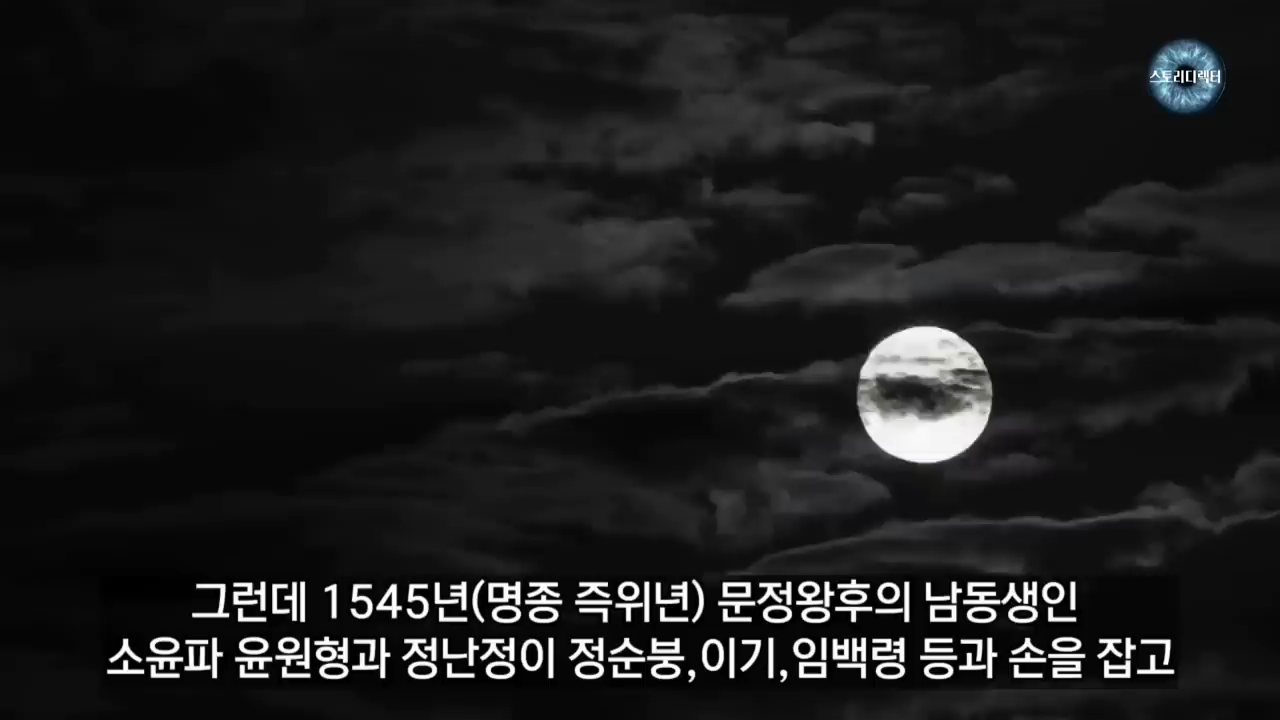 스토리디렉터
그런데 1545년(명종 즉위년) 문정왕후의 남동생인
소윤파 윤원형과 정난정이 정순붕,이기,임백령 등과 손을 잡고